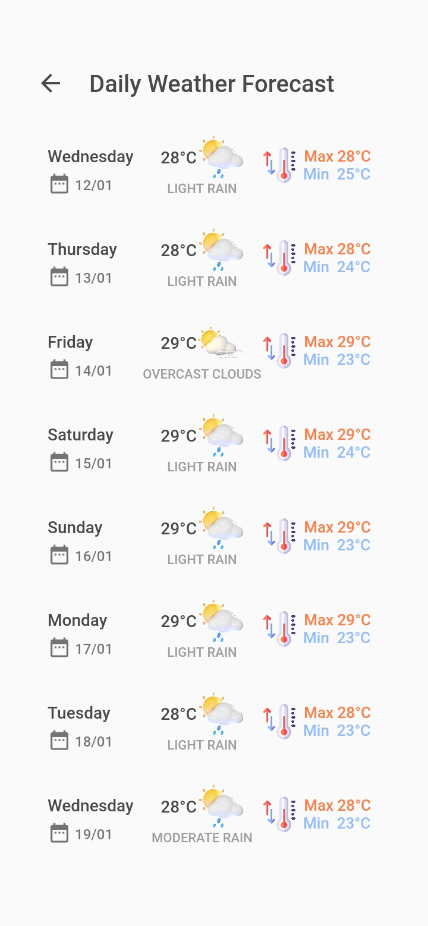 Daily Weather Forecast
Wednesday 28°C Max 28°C
Min 25°C
12/01 LIGHT RAIN
Thursday 28°C Max 28°C
Min 24°C
13/01 LIGHT RAIN
Friday 29°C Max 29°C
Min 23°C
14/01 OVERCAST CLOUDS
Saturday 29°C Max 29°C
Min 24°C
15/01 LIGHT RAIN
Sunday 29°C Max 29°C
Min 23°C
16/01 LIGHT RAIN
Monday 29°C Max 29°C
Min 23°C
17/01 LIGHT RAIN
Tuesday 28°C Max 28°C
Min 23°C
18/01 LIGHT RAIN
Wednesday 28°C Max 28°C
Min 23°C
19/01 MODERATE RAIN